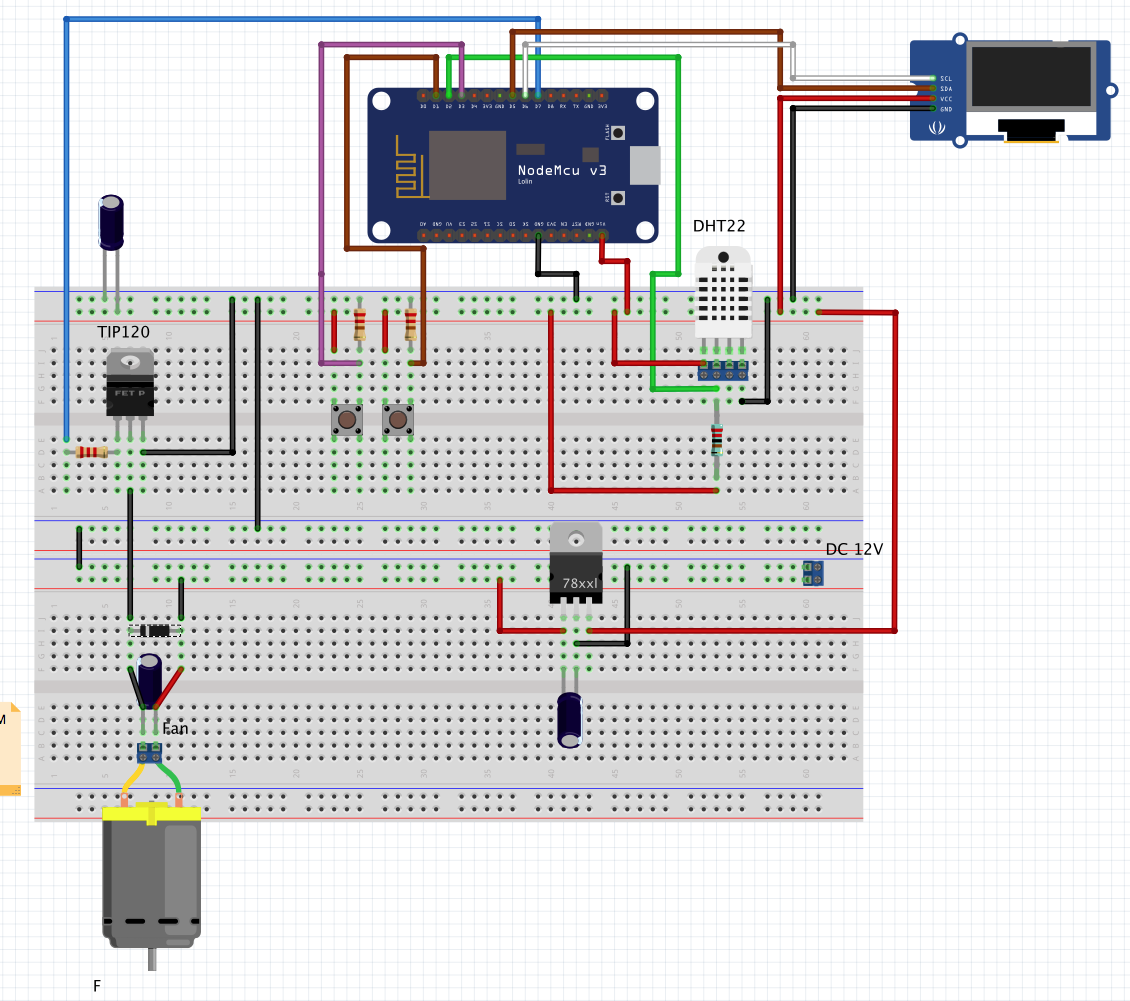 SCL
SDA
VCC
GND
D0 D1 D2 D3 D4 3V3 GND D5 D6 D7 D8 RX TX GND 3V3
FLASH
NodeMcu v3
Lolin
RST
A0 GND VU S3 S2 S1 SC S0 SK GND 3V3 EN RST GND Vin
DHT22
TIP120
FET P
DC 12V
78xxl
M
Fan
F